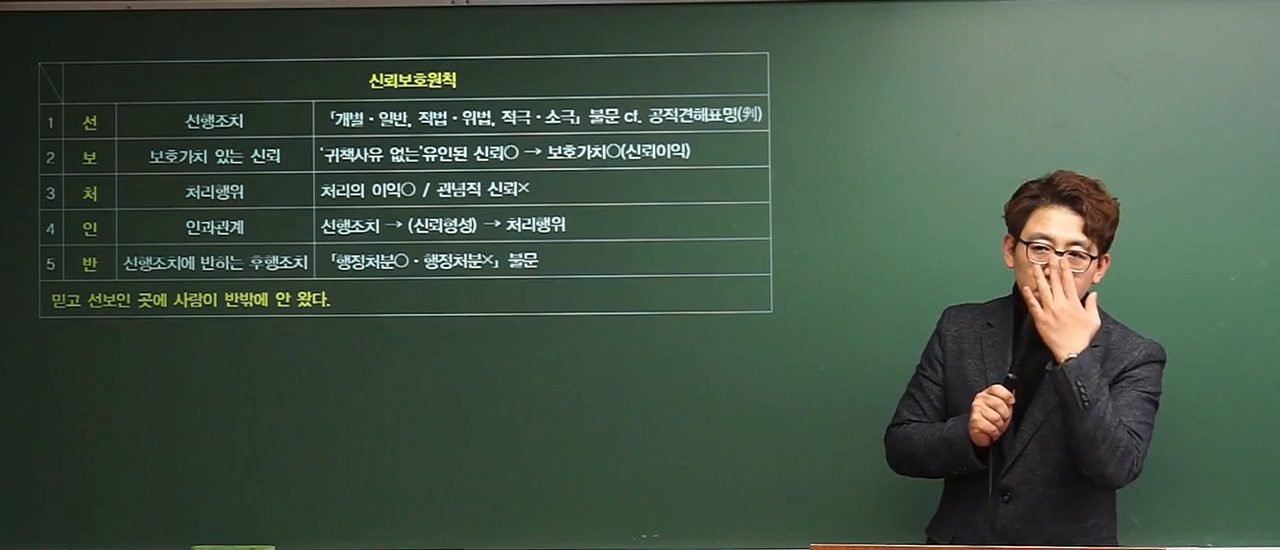 신뢰보호원칙
1 선 선행조치 「개별·일반, 적법·위법, 적극·소극」 불문 cf. 공적견해표명(判)
2 보 보호가치 있는 신뢰 '귀책사유 없는'유인된 신뢰○ → 보호가치○(신뢰이익)
3 처 처리행위 처리의 이익○ / 관념적 신뢰×
4 인 인과관계 선행조치 → (신뢰형성) → 처리행위
5 반 선행조치에 반하는 후행조치 「행정처분○·행정처분×」 불문
믿고 선보인 곳에 사람이 반밖에 안 왔다.